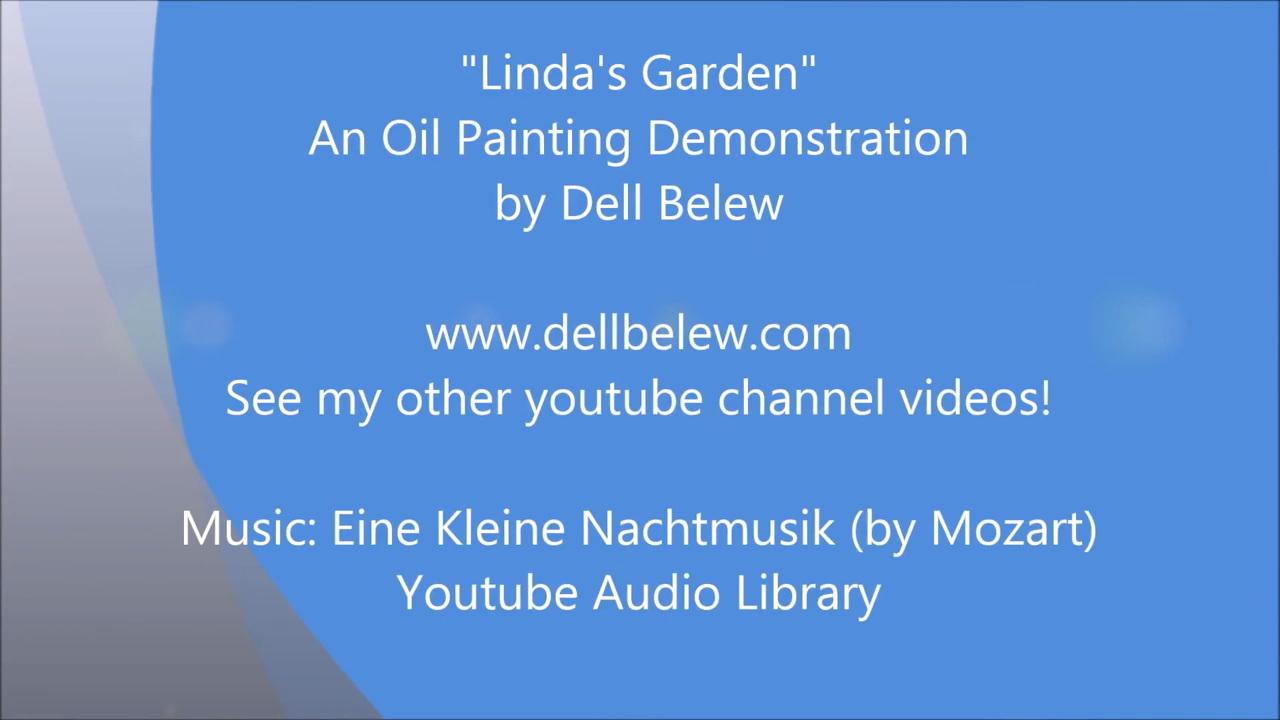 "Linda's Garden"
An Oil Painting Demonstration
by Dell Belew
www.dellbelew.com
See my other youtube channel videos!
Music: Eine Kleine Nachtmusik (by Mozart)
Youtube Audio Library